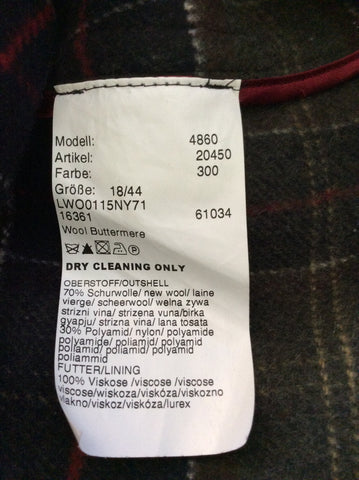 Modell: 4860
Artikel: 20450
Farbe: 300
Größe: 18/44
LWO0115NY71
16361 61034
Wool Buttermere
DRY CLEANING ONLY
OBERSTOFF/OUTSHELL
70% Schurwolle/ new wool/ laine
vierge/ scheerwool/ welna zywa
strizni vina/ strizena vuna/birka
gyapju/ strizna vina/ lana tosata
30% Polyamid/ nylon/ polyamide
polyamide/ poliamid/ polyamid
polyamid/ poliamid/ polyamid
poliammid
FUTTER/LINING
100% Viskose /viscose /viscose
viscose/wiskoza/viskóza/viskozno
vlakno/viskoz/viskóza/lurex